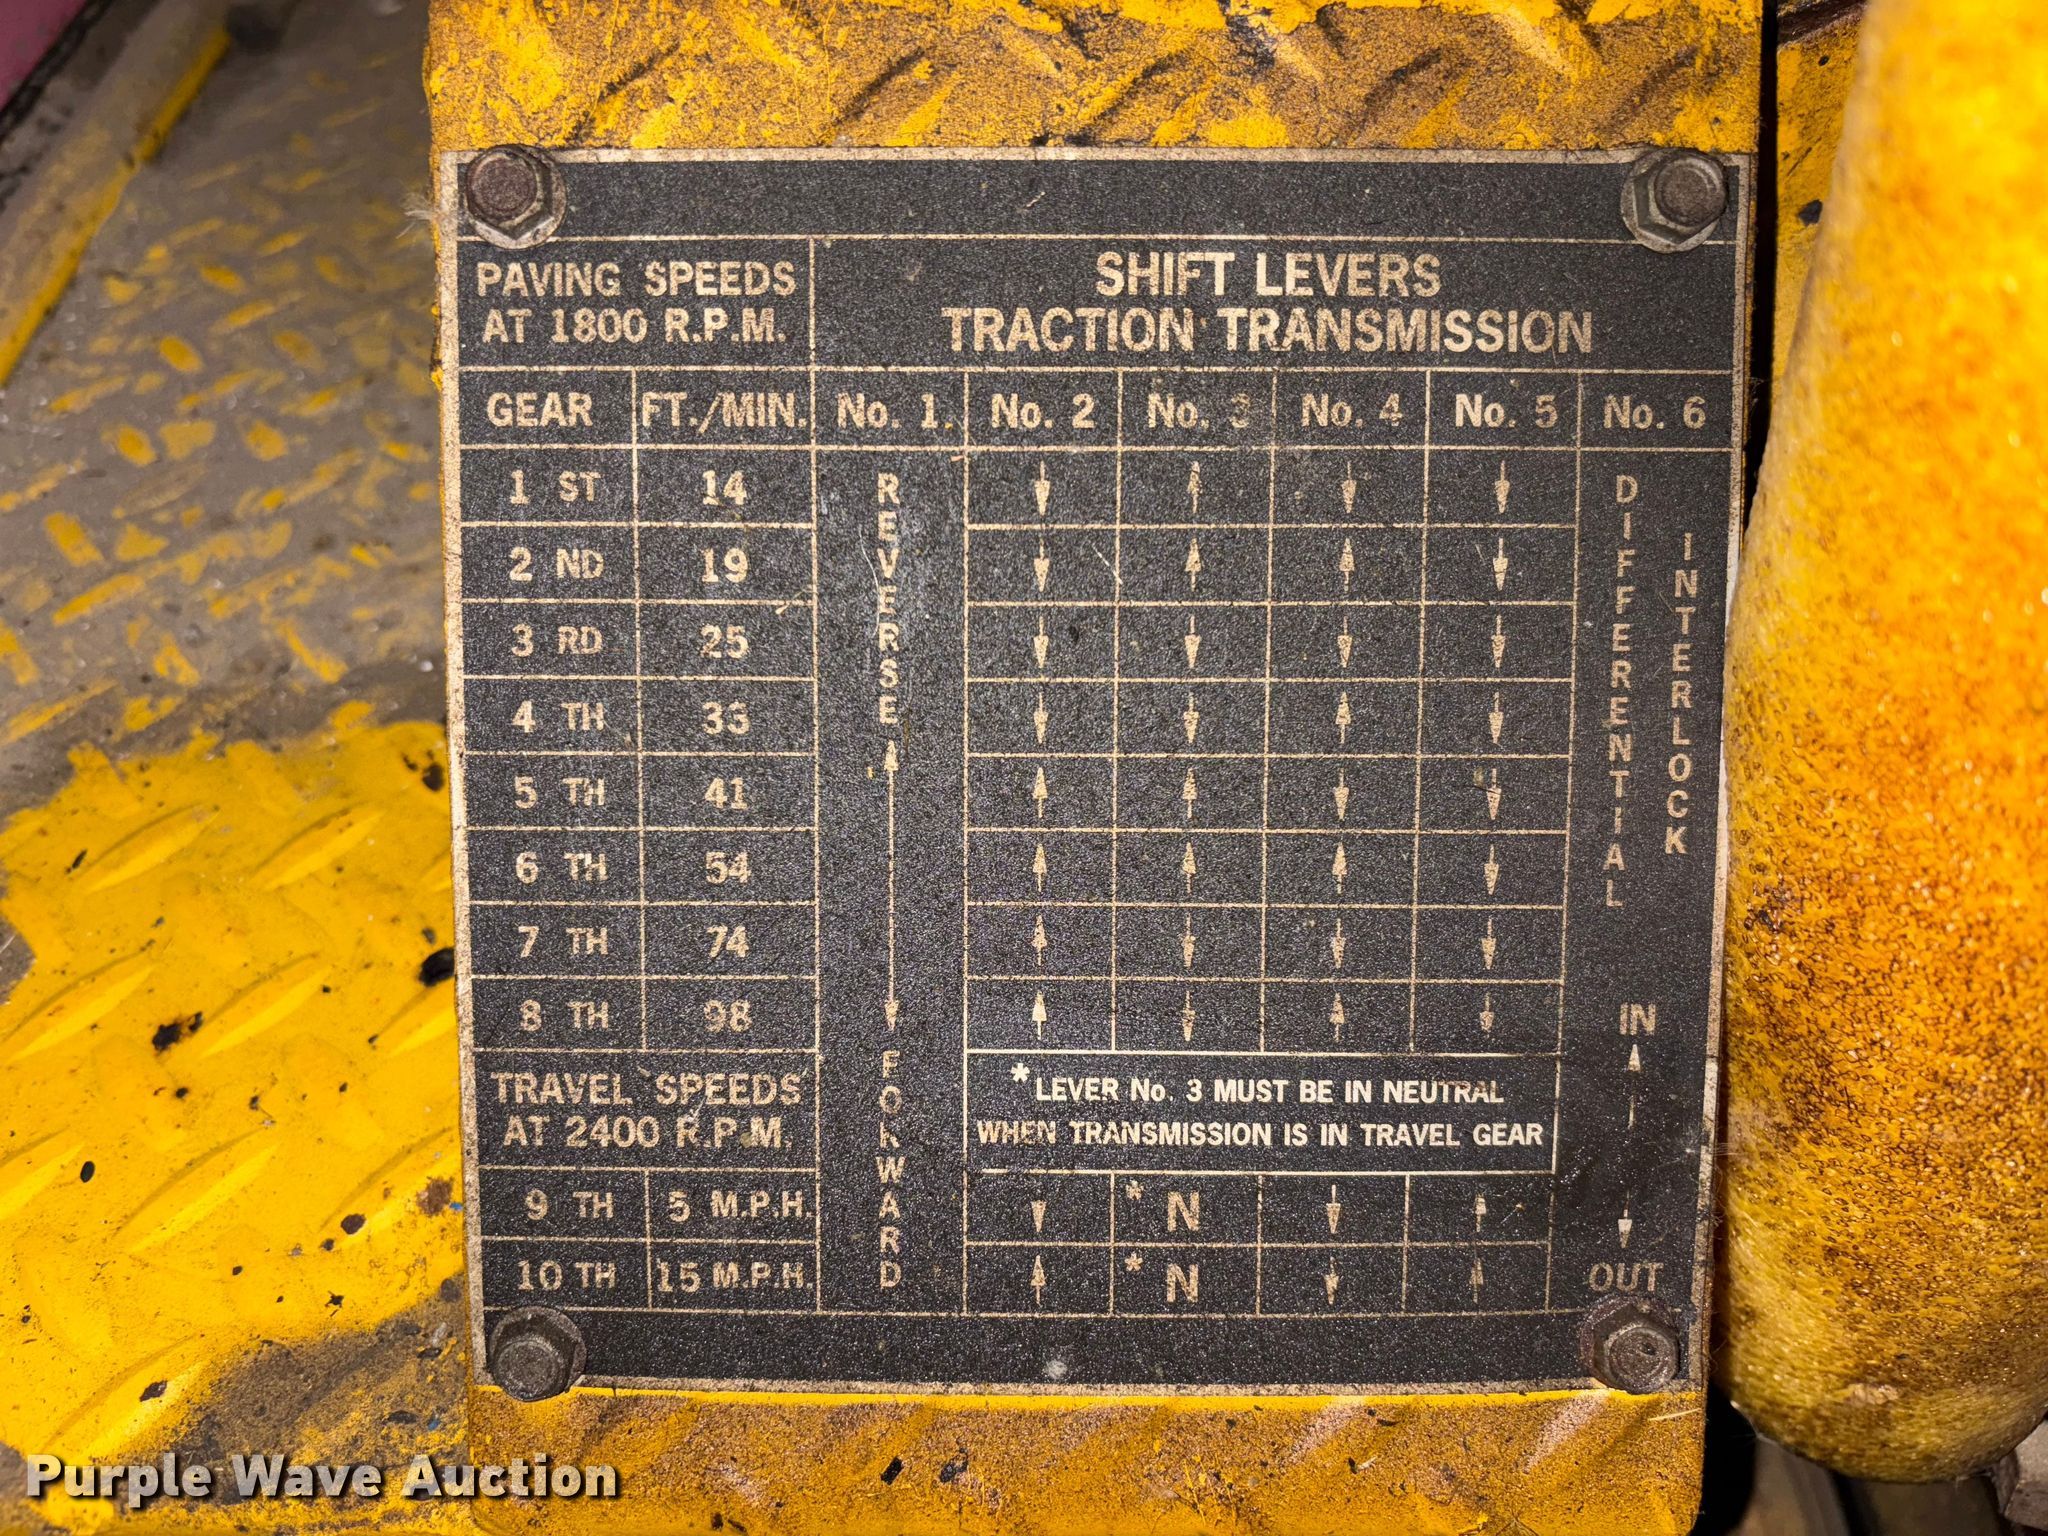 PAVING SPEEDS
AT 1800 R.P.M.
SHIFT LEVERS
TRACTION TRANSMISSION
GEAR FT./MIN. No. 1. No. 2 No. 3 No. 4 No. 5 No. 6
1 ST 14 ↓ ↑ ↓ ↓
2 ND 19 ↓ ↑ ↑ ↓
3 RD 25 ↓ ↓ ↓ ↓
4 TH 33 ↓ ↓ ↑ ↓
5 TH 41 ↑ ↑ ↓ ↓
6 TH 54 ↑ ↑ ↑ ↓
7 TH 74 ↑ ↓ ↓ ↓
8 TH 98 ↑ ↓ ↑ ↓
REVERSE
FORWARD
DIFFERENTIAL
INTERLOCK
IN
OUT
TRAVEL SPEEDS
AT 2400 R.P.M.
*LEVER No. 3 MUST BE IN NEUTRAL
WHEN TRANSMISSION IS IN TRAVEL GEAR
9 TH 5 M.P.H. ↓ *N ↓ ↑
10 TH 15 M.P.H. ↑ *N ↓ ↑
Purple Wave Auction